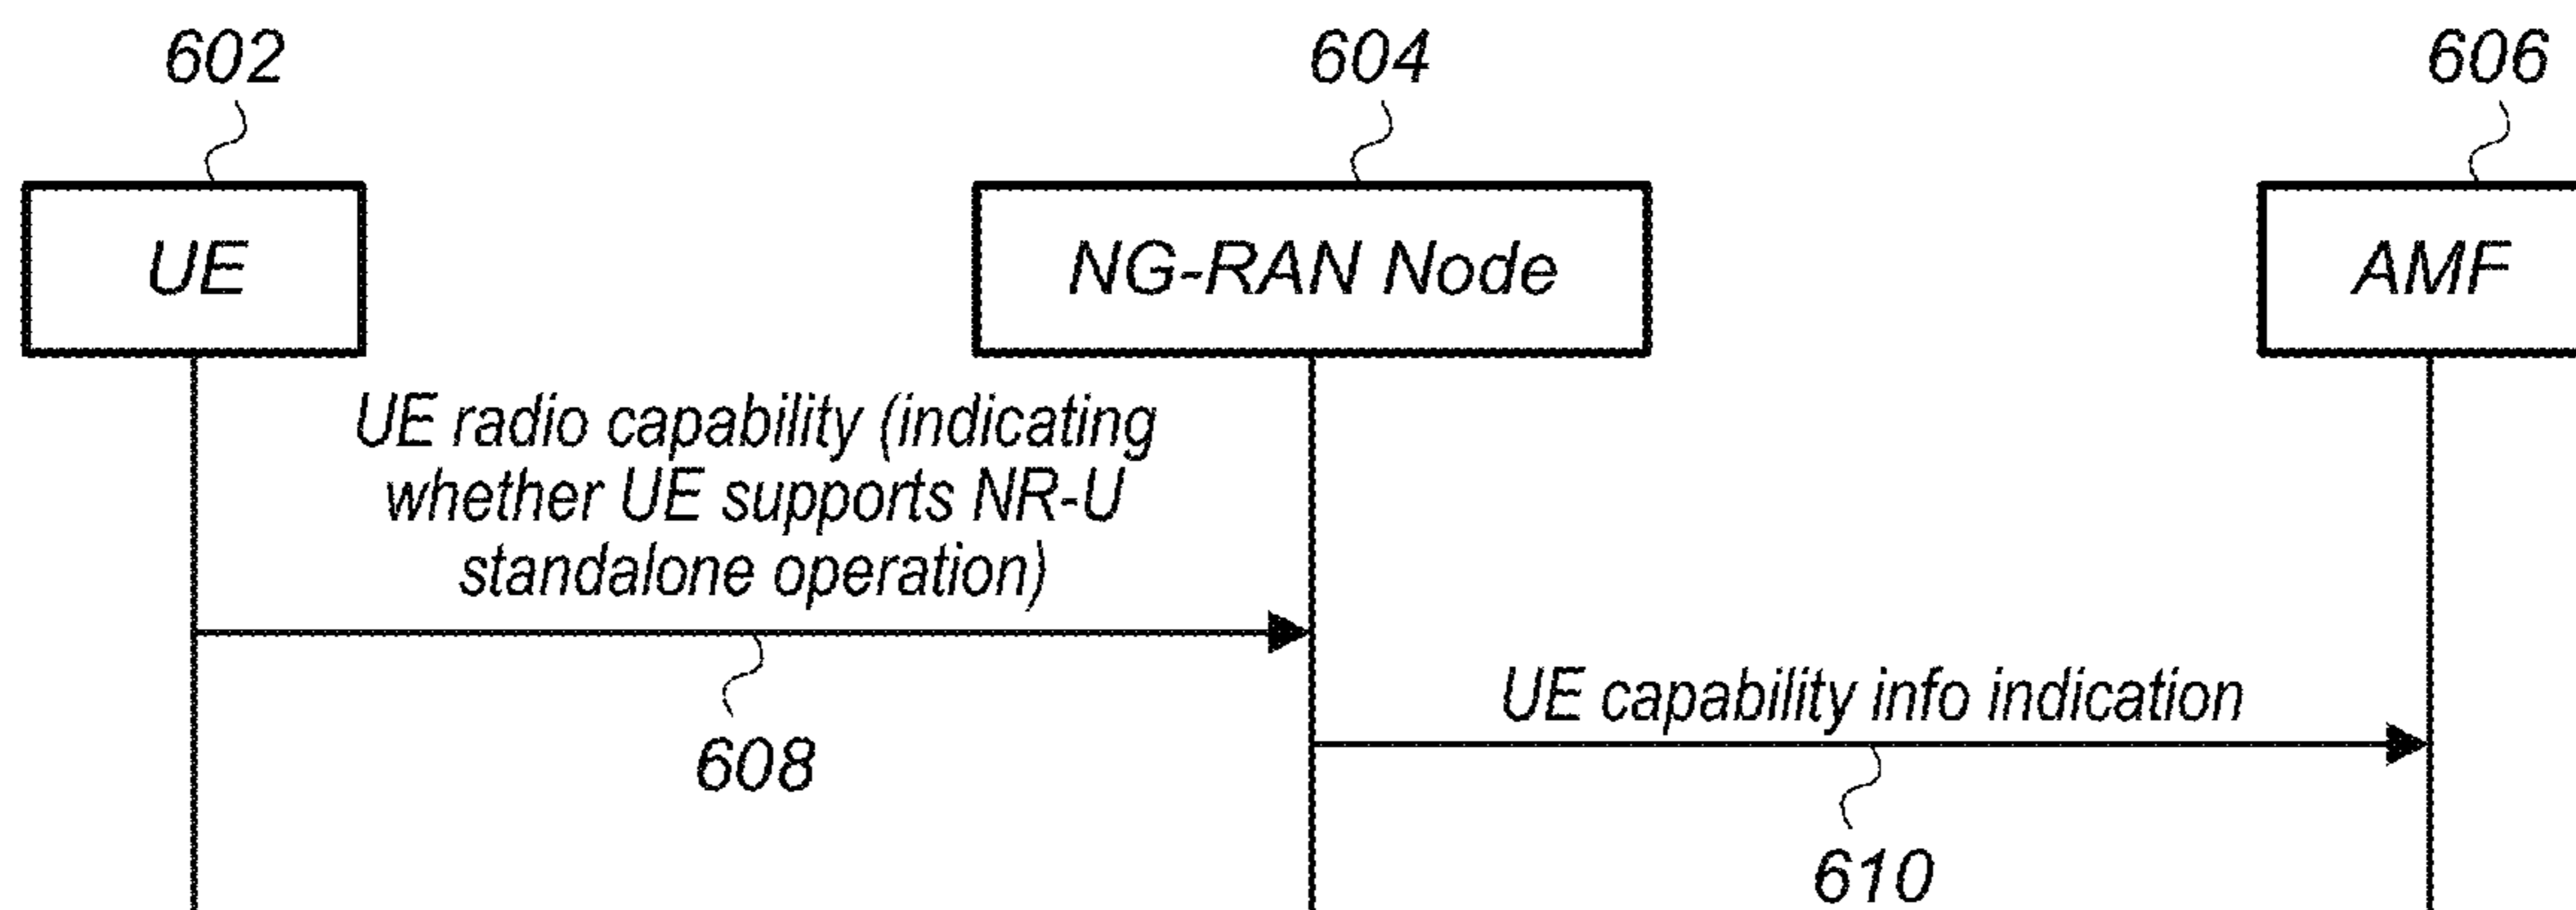 602
604
606
UE
NG-RAN Node
AMF
UE radio capability (indicating
whether UE supports NR-U
standalone operation)
608
UE capability info indication
610